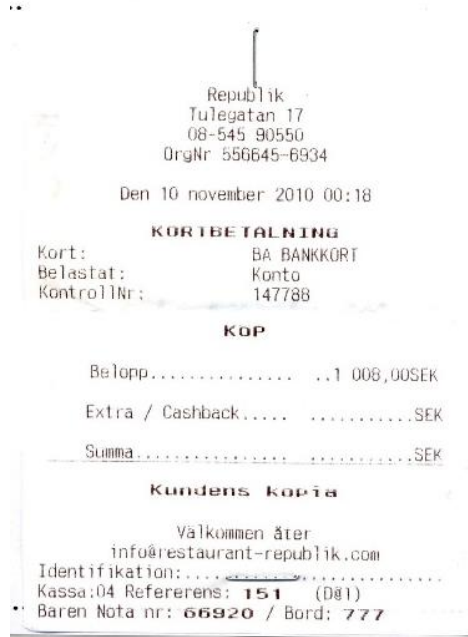 Republik
Tulegatan 17
08-545 90550
OrgNr 556645-6934
Den 10 november 2010 00:18
KORTBETALNING
Kort: BA BANKKORT
Belastat: Konto
KontrollNr: 147788
KÖP
Belopp............... ..1 008,00SEK
Extra / Cashback..... ...........SEK
Summa................ ...........SEK
Kundens kopia
Välkommen åter
info@restaurant-republik.com
Identifikation:..........................
Kassa:04 Refererens: 151 (D@1)
Baren Nota nr: 66920 / Bord: 777